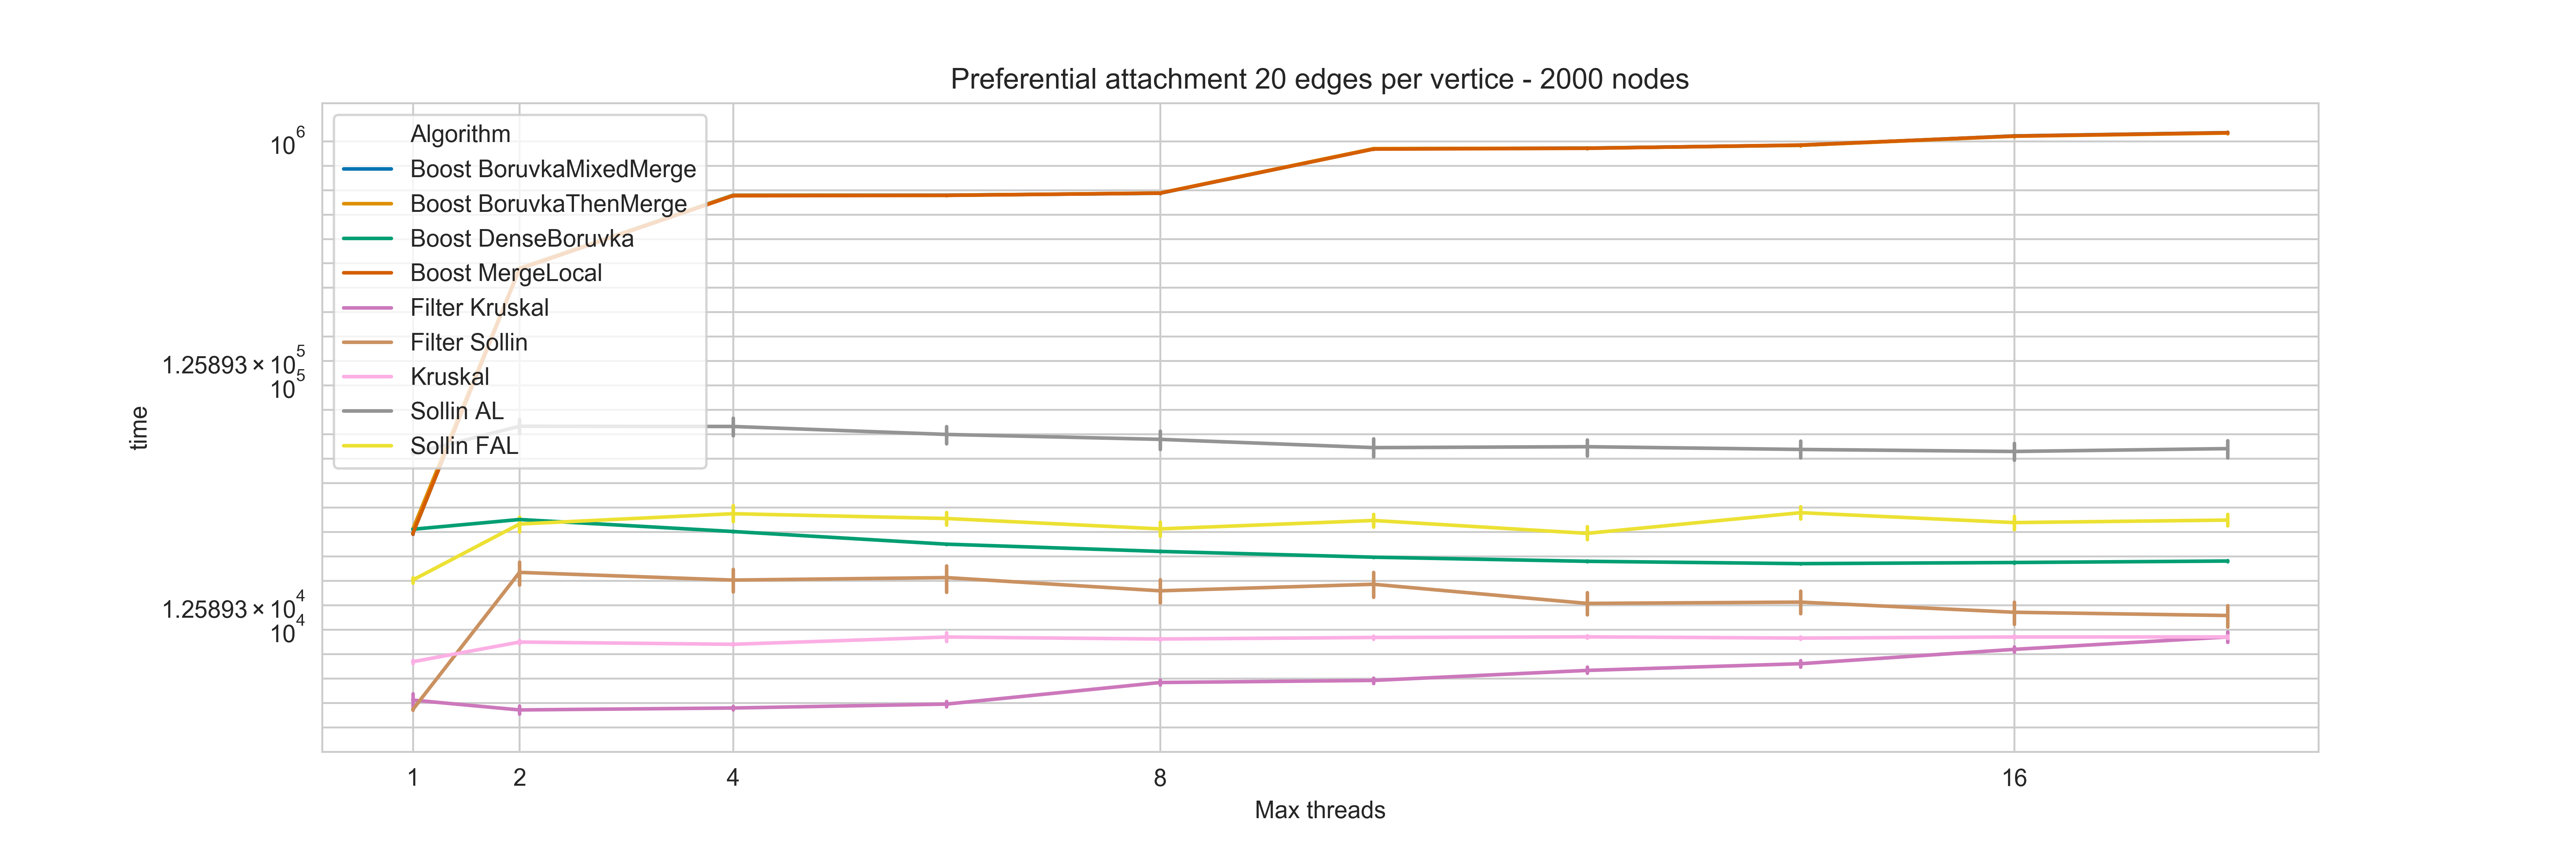 Preferential attachment 20 edges per vertice - 2000 nodes
10^6
1.25893 × 10^5
10^5
1.25893 × 10^4
10^4
time
Algorithm
Boost BoruvkaMixedMerge
Boost BoruvkaThenMerge
Boost DenseBoruvka
Boost MergeLocal
Filter Kruskal
Filter Sollin
Kruskal
Sollin AL
Sollin FAL
1 2 4 8 16
Max threads